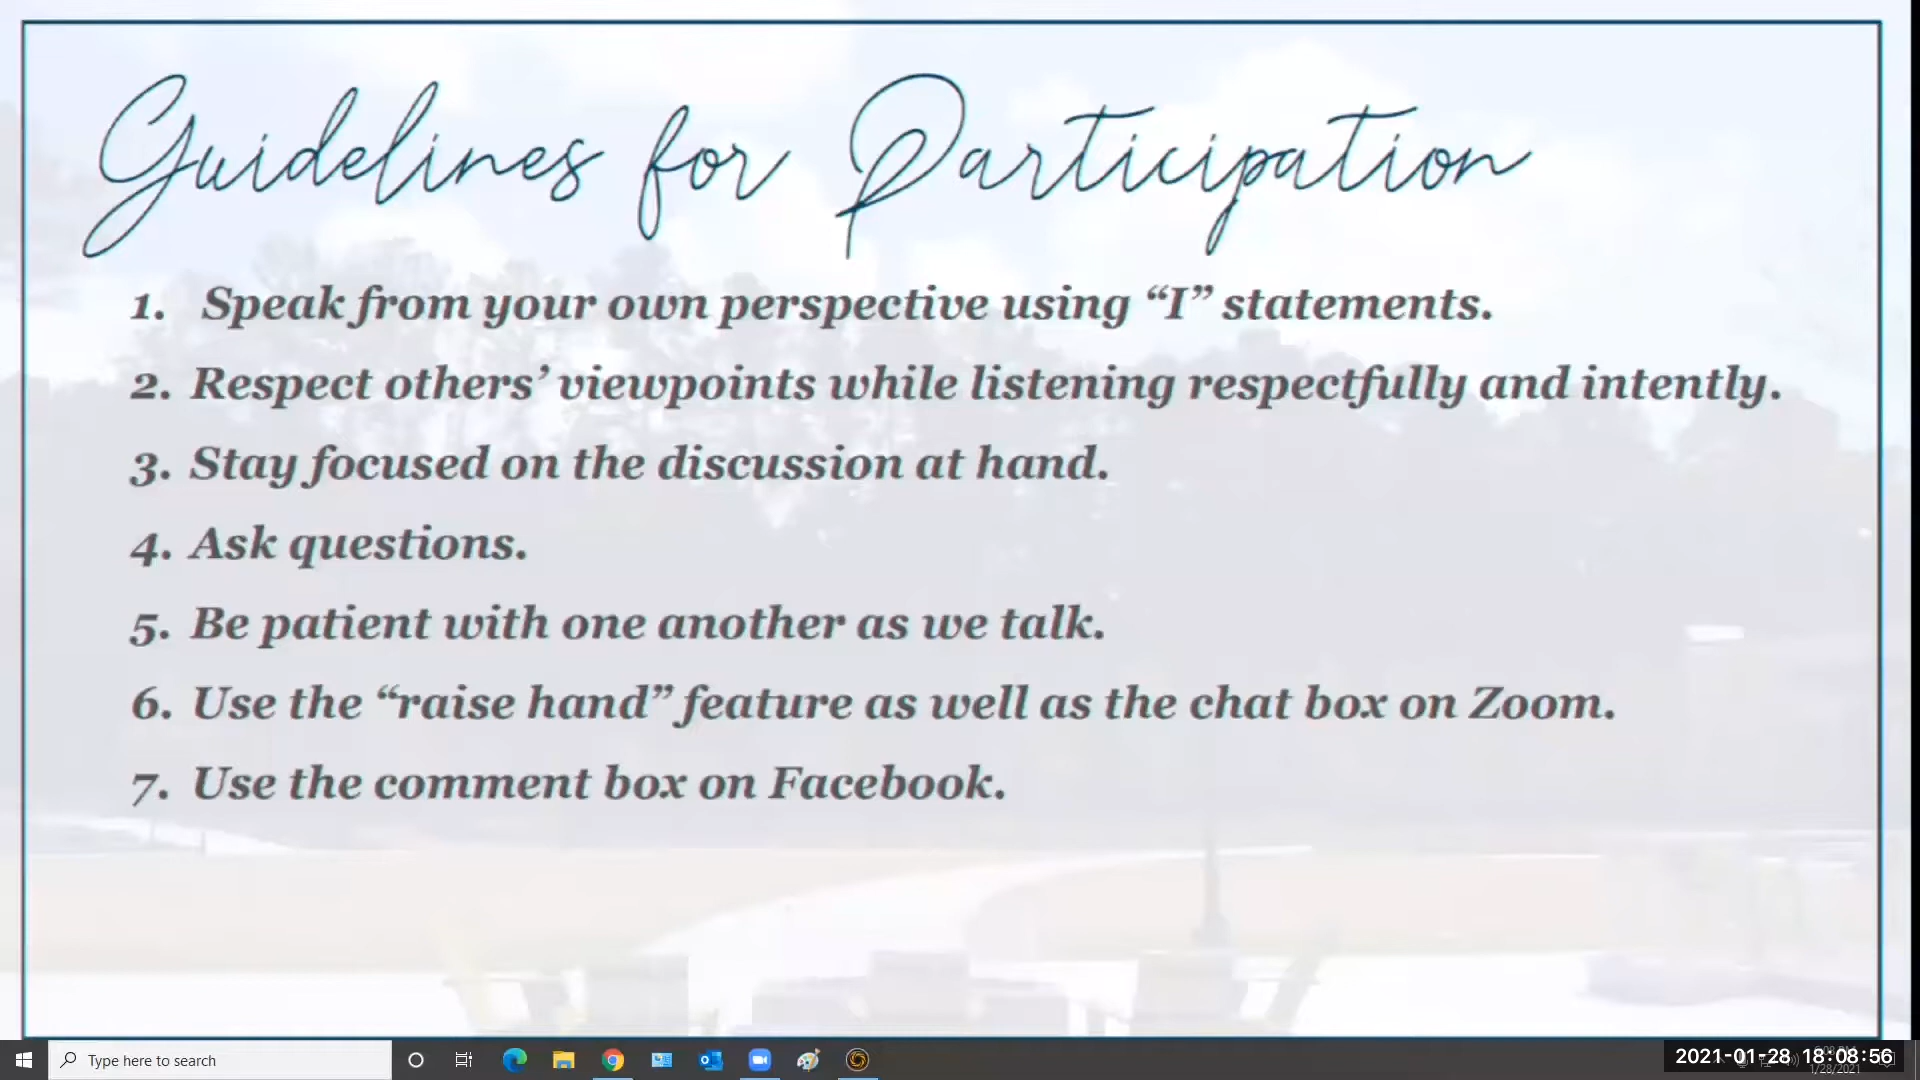 Guidelines for Participation
1. Speak from your own perspective using “I” statements.
2. Respect others’ viewpoints while listening respectfully and intently.
3. Stay focused on the discussion at hand.
4. Ask questions.
5. Be patient with one another as we talk.
6. Use the “raise hand” feature as well as the chat box on Zoom.
7. Use the comment box on Facebook.
Type here to search
2021-01-28 18:08:56
1/28/2021